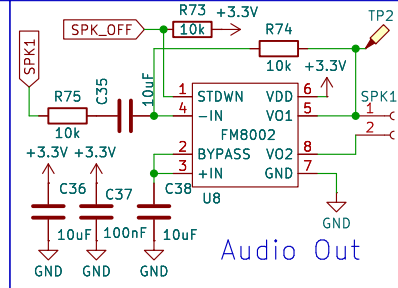 R73 +3.3V
SPK_OFF
10k
R74
10k
TP2
SPK1
R75
10k
C35
10uF
+3.3V
SPK1
1
2
1 STDWN VDD 6
4 -IN VO1 5
FM8002
2 BYPASS VO2 8
3 +IN GND 7
U8
+3.3V +3.3V
C36
10uF
C37
100nF
C38
10uF
GND GND GND
GND
Audio Out